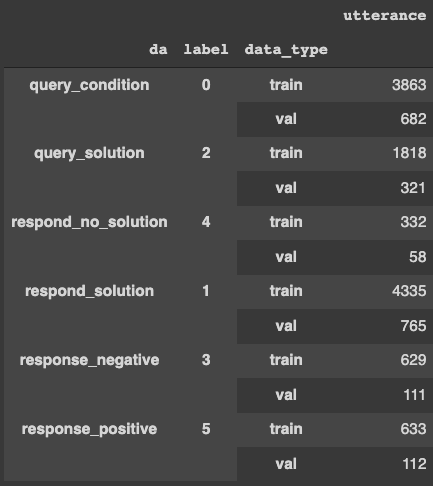 utterance
da label data_type
query_condition 0 train 3863
val 682
query_solution 2 train 1818
val 321
respond_no_solution 4 train 332
val 58
respond_solution 1 train 4335
val 765
response_negative 3 train 629
val 111
response_positive 5 train 633
val 112